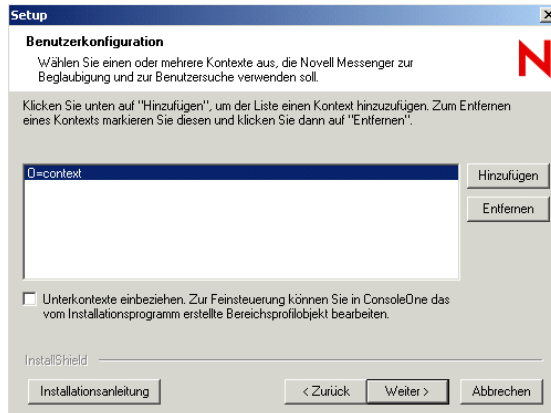 Setup
Benutzerkonfiguration
Wählen Sie einen oder mehrere Kontexte aus, die Novell Messenger zur
Beglaubigung und zur Benutzersuche verwenden soll.
N
Klicken Sie unten auf "Hinzufügen", um der Liste einen Kontext hinzuzufügen. Zum Entfernen
eines Kontexts markieren Sie diesen und klicken Sie dann auf "Entfernen".
O=context
Hinzufügen
Entfernen
Unterkontexte einbeziehen. Zur Feinsteuerung können Sie in ConsoleOne das
vom Installationsprogramm erstellte Bereichsprofilobjekt bearbeiten.
InstallShield
Installationsanleitung
< Zurück
Weiter >
Abbrechen